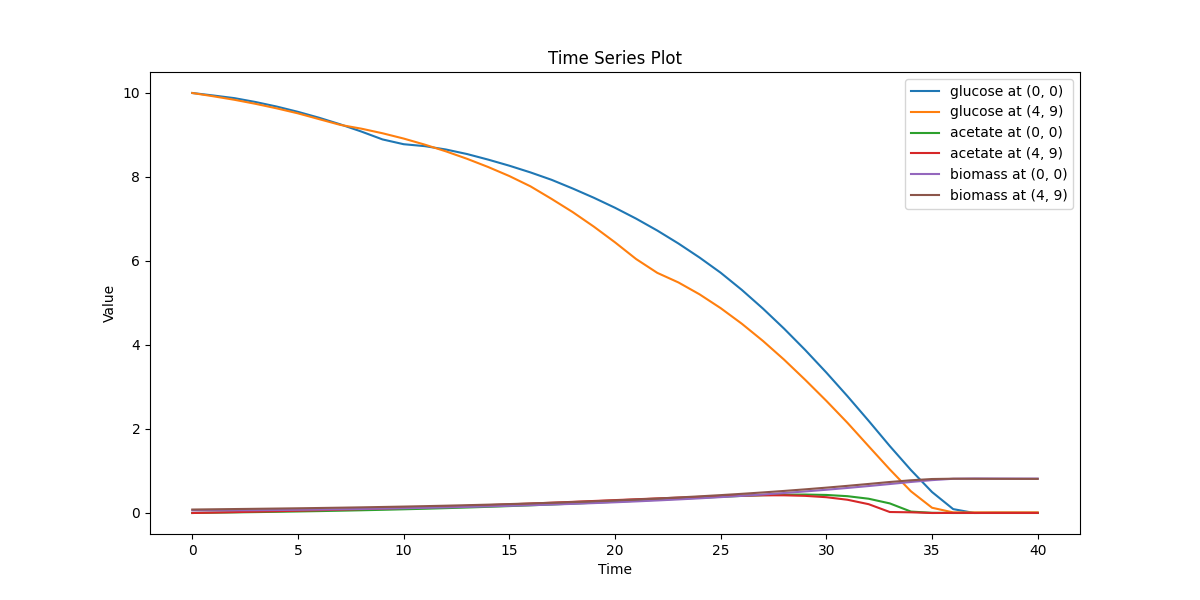 Time Series Plot
10
8
6
4
2
0
Value
0 5 10 15 20 25 30 35 40
Time
glucose at (0, 0)
glucose at (4, 9)
acetate at (0, 0)
acetate at (4, 9)
biomass at (0, 0)
biomass at (4, 9)